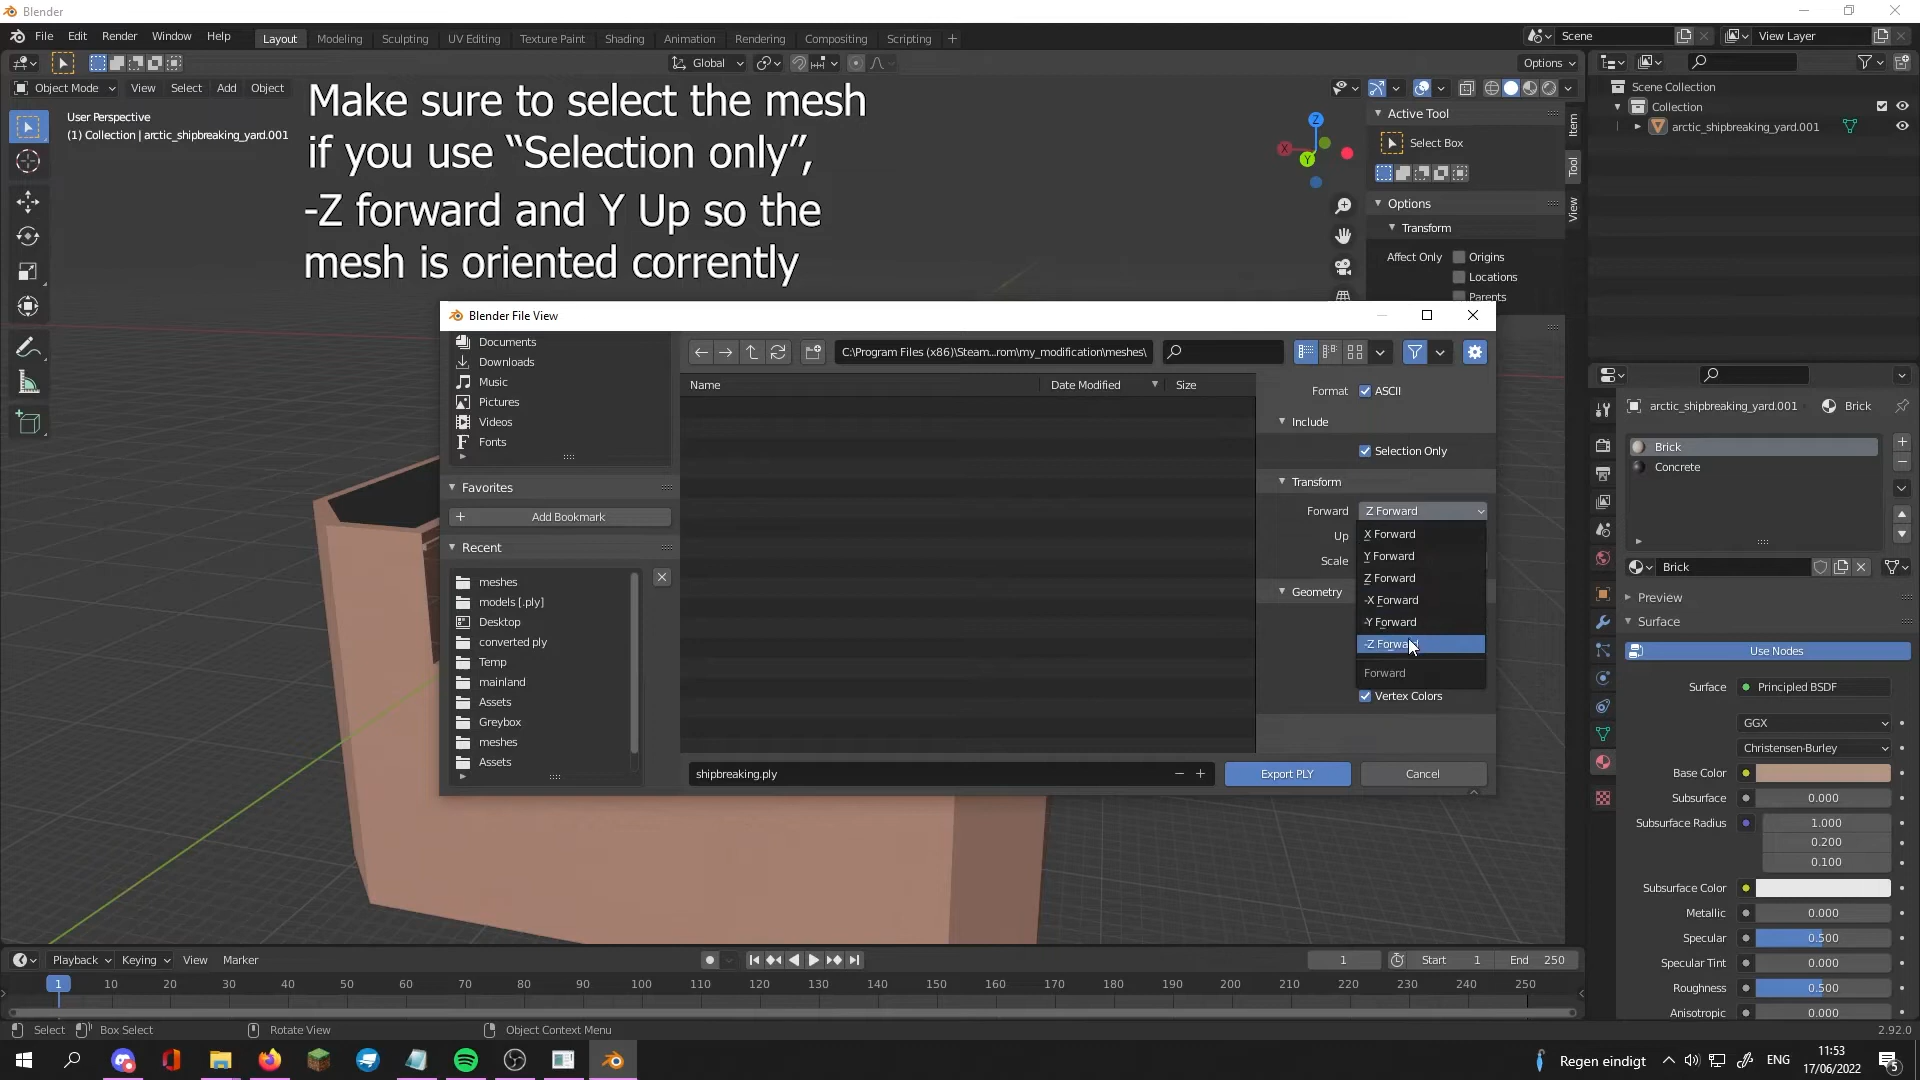 Blender
File Edit Render Window Help
Layout Modeling Sculpting UV Editing Texture Paint Shading Animation Rendering Compositing Scripting +
Scene
View Layer
Global
Options
Object Mode View Select Add Object
User Perspective
(1) Collection | arctic_shipbreaking_yard.001
Make sure to select the mesh
if you use “Selection only”,
-Z forward and Y Up so the
mesh is oriented corrently
Z
X
Y
Active Tool
Select Box
Options
Transform
Affect Only Origins
Locations
Parents
Item
Tool
View
Scene Collection
Collection
arctic_shipbreaking_yard.001
Blender File View
Documents
Downloads
Music
Pictures
Videos
Fonts
Favorites
Add Bookmark
Recent
meshes
models [.ply]
Desktop
converted ply
Temp
mainland
Assets
Greybox
meshes
Assets
C:\Program Files (x86)\Steam...rom\my_modification\meshes\
Name Date Modified Size
Format ASCII
Include
Selection Only
Transform
Forward Z Forward
Up
Scale
Geometry
X Forward
Y Forward
Z Forward
-X Forward
-Y Forward
-Z Forward
Forward
Vertex Colors
shipbreaking.ply
Export PLY
Cancel
arctic_shipbreaking_yard.001 Brick
Brick
Concrete
Brick
Preview
Surface
Use Nodes
Surface Principled BSDF
GGX
Christensen-Burley
Base Color
Subsurface 0.000
Subsurface Radius 1.000
0.200
0.100
Subsurface Color
Metallic 0.000
Specular 0.500
Specular Tint 0.000
Roughness 0.500
Anisotropic 0.000
Playback Keying View Marker
1 Start 1 End 250
1 10 20 30 40 50 60 70 80 90 100 110 120 130 140 150 160 170 180 190 200 210 220 230 240 250
Select Box Select Rotate View Object Context Menu
2.92.0
Regen eindigt
ENG
11:53
17/06/2022
5